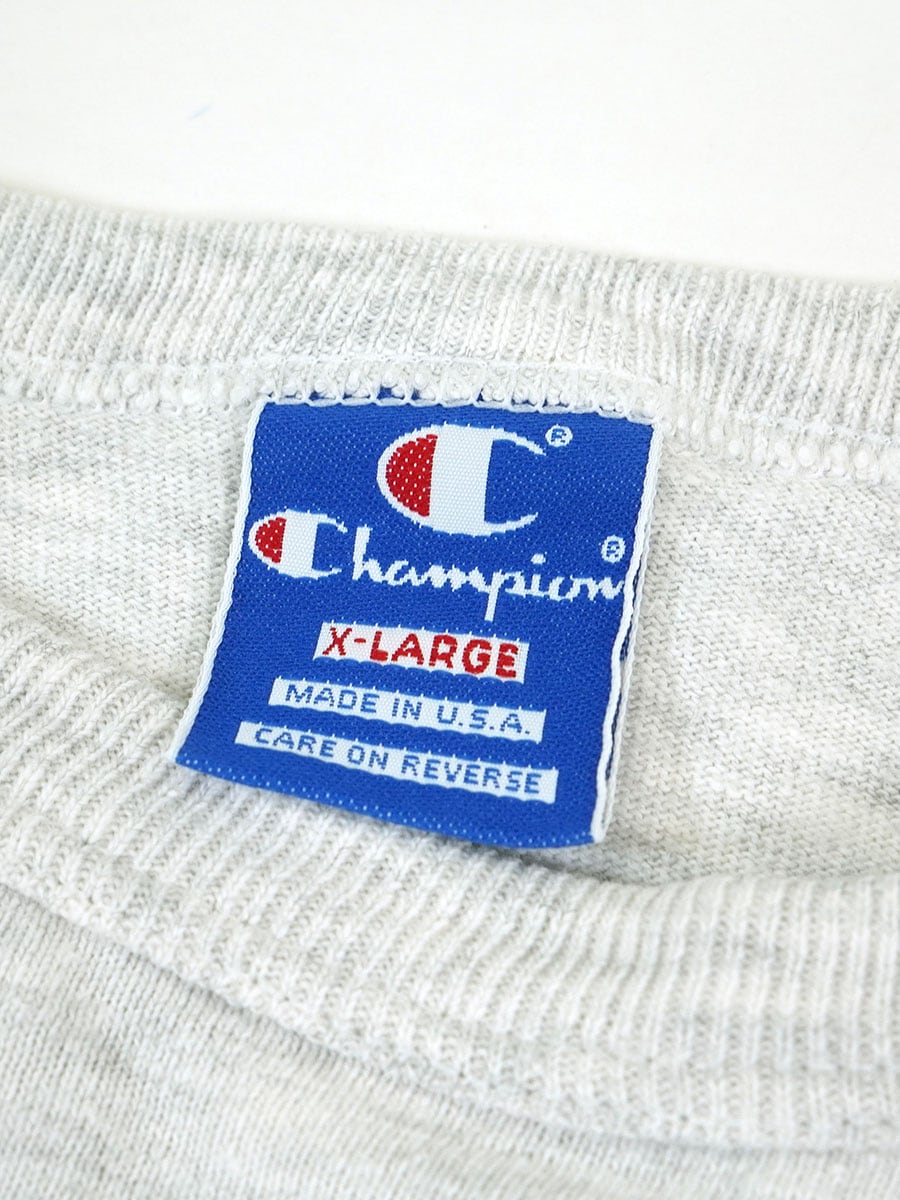 C®
Champion®
X-LARGE
MADE IN U.S.A.
CARE ON REVERSE